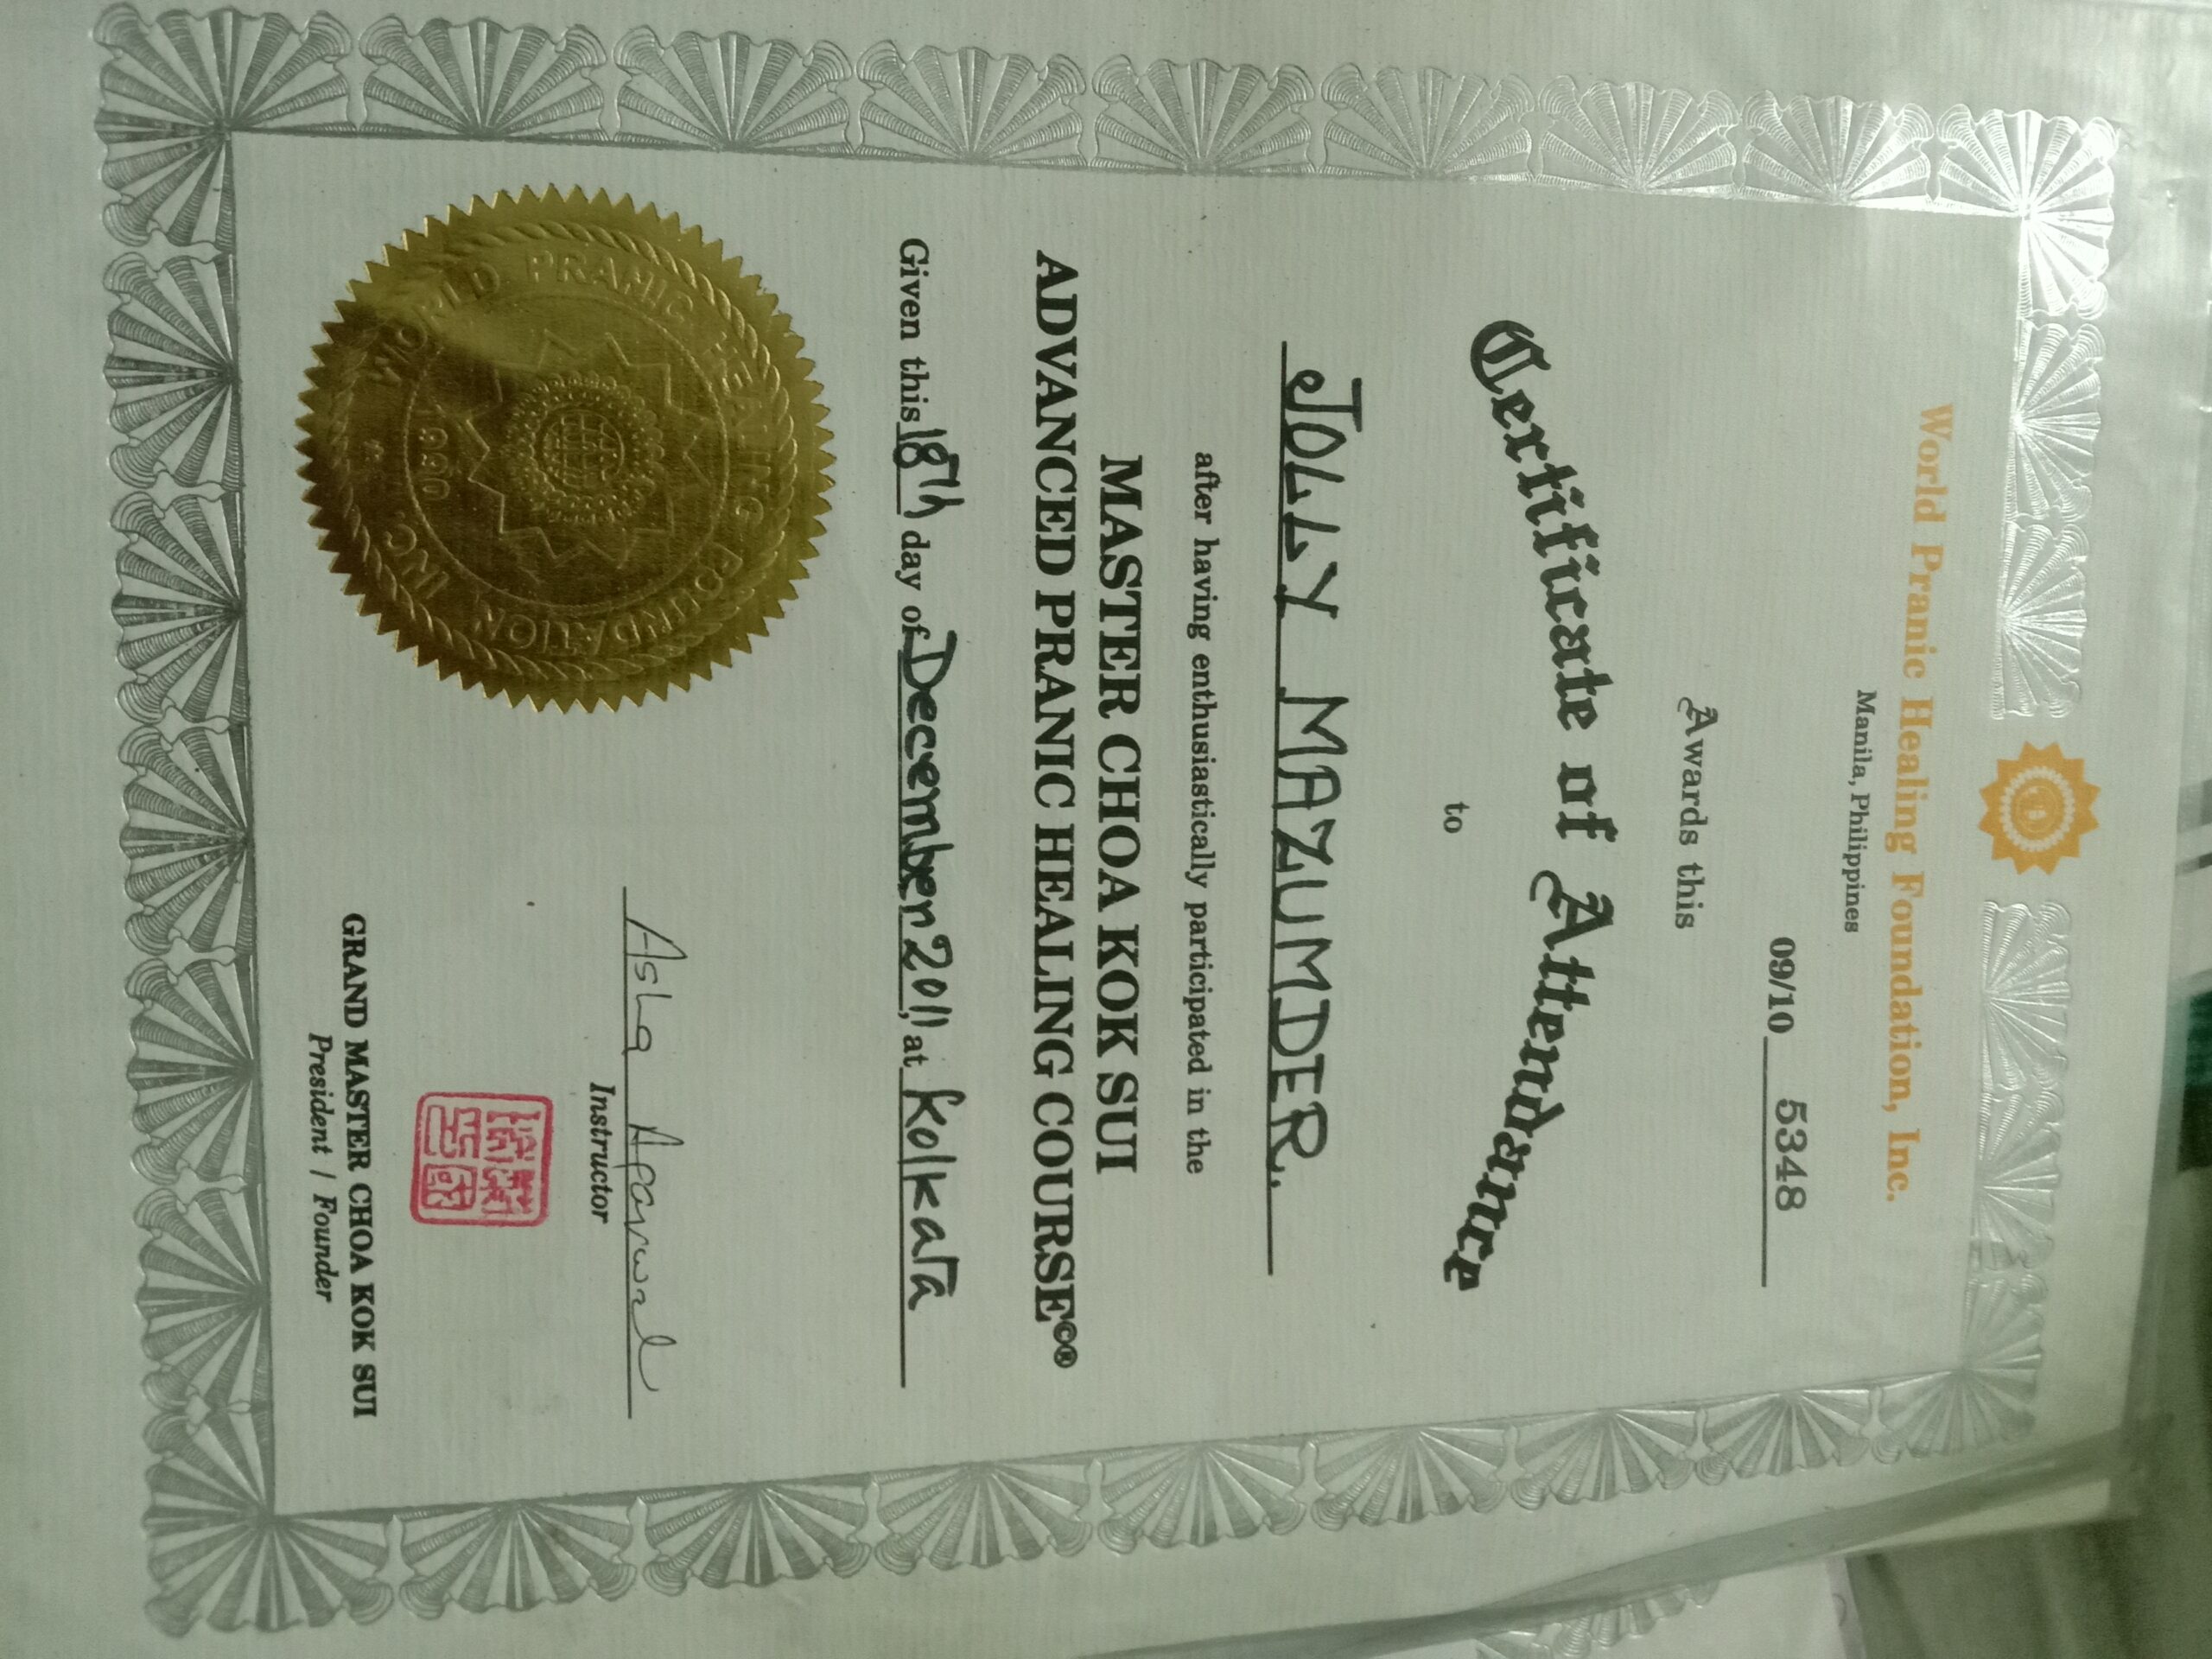 World Pranic Healing Foundation, Inc.
Manila, Philippines
09/10 5348
Awards this
Certificate of Attendance
to
JOLLY MAZUMDER.
after having enthusiastically participated in the
MASTER CHOA KOK SUI
ADVANCED PRANIC HEALING COURSE©®
Given this 18th day of December 2011, at Kolkata
Asha Agarwal
Instructor
GRAND MASTER CHOA KOK SUI
President / Founder
WORLD PRANIC HEALING FOUNDATION INC.
1990